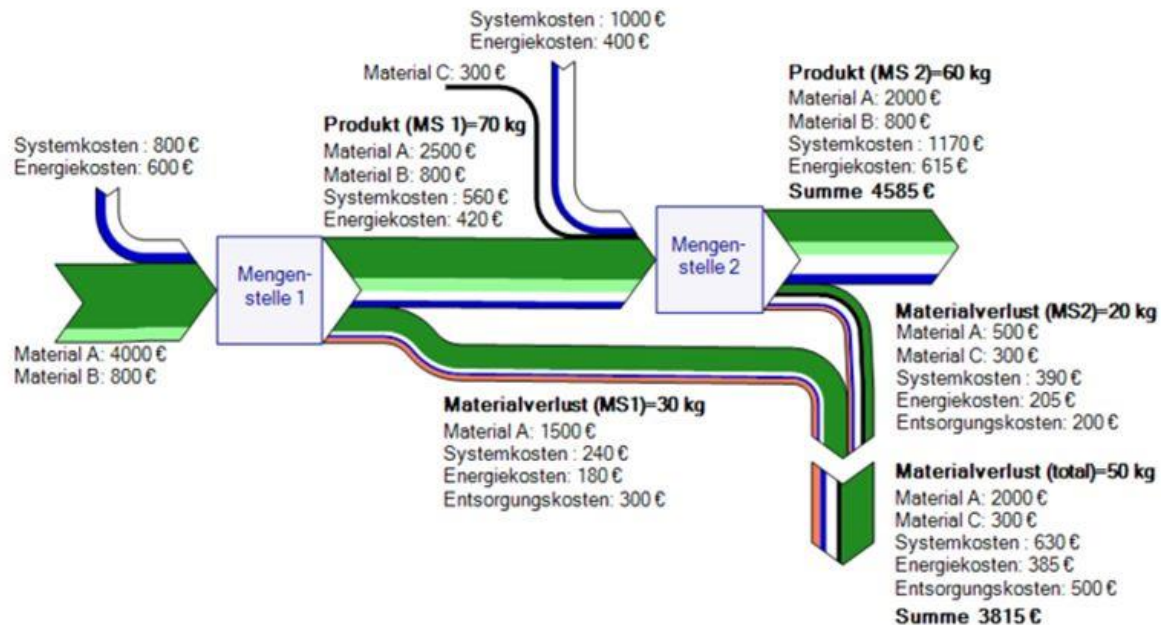 Systemkosten : 1000 €
Energiekosten: 400 €
Material C: 300 €
Produkt (MS 2)=60 kg
Material A: 2000 €
Material B: 800 €
Systemkosten : 1170 €
Energiekosten: 615 €
Summe 4585 €
Produkt (MS 1)=70 kg
Material A: 2500 €
Material B: 800 €
Systemkosten : 560 €
Energiekosten: 420 €
Systemkosten : 800 €
Energiekosten: 600 €
Mengen-
stelle 1
Mengen-
stelle 2
Material A: 4000 €
Material B: 800 €
Materialverlust (MS1)=30 kg
Material A: 1500 €
Systemkosten : 240 €
Energiekosten: 180 €
Entsorgungskosten: 300 €
Materialverlust (MS2)=20 kg
Material A: 500 €
Material C: 300 €
Systemkosten : 390 €
Energiekosten: 205 €
Entsorgungskosten: 200 €
Materialverlust (total)=50 kg
Material A: 2000 €
Material C: 300 €
Systemkosten : 630 €
Energiekosten: 385 €
Entsorgungskosten: 500 €
Summe 3815 €